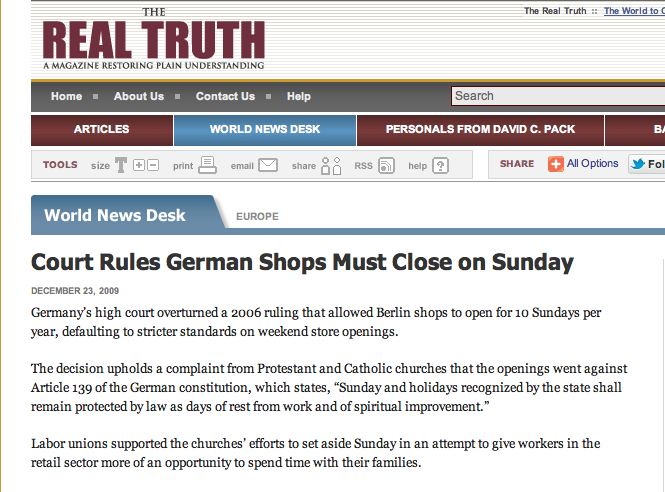 The Real Truth :: The World to
THE
REAL TRUTH
A MAGAZINE RESTORING PLAIN UNDERSTANDING
Home About Us Contact Us Help Search
ARTICLES WORLD NEWS DESK PERSONALS FROM DAVID C. PACK
TOOLS size T print email share RSS help ? SHARE All Options
World News Desk EUROPE
Court Rules German Shops Must Close on Sunday
DECEMBER 23, 2009
Germany’s high court overturned a 2006 ruling that allowed Berlin shops to open for 10 Sundays per
year, defaulting to stricter standards on weekend store openings.
The decision upholds a complaint from Protestant and Catholic churches that the openings went against
Article 139 of the German constitution, which states, “Sunday and holidays recognized by the state shall
remain protected by law as days of rest from work and of spiritual improvement.”
Labor unions supported the churches’ efforts to set aside Sunday in an attempt to give workers in the
retail sector more of an opportunity to spend time with their families.